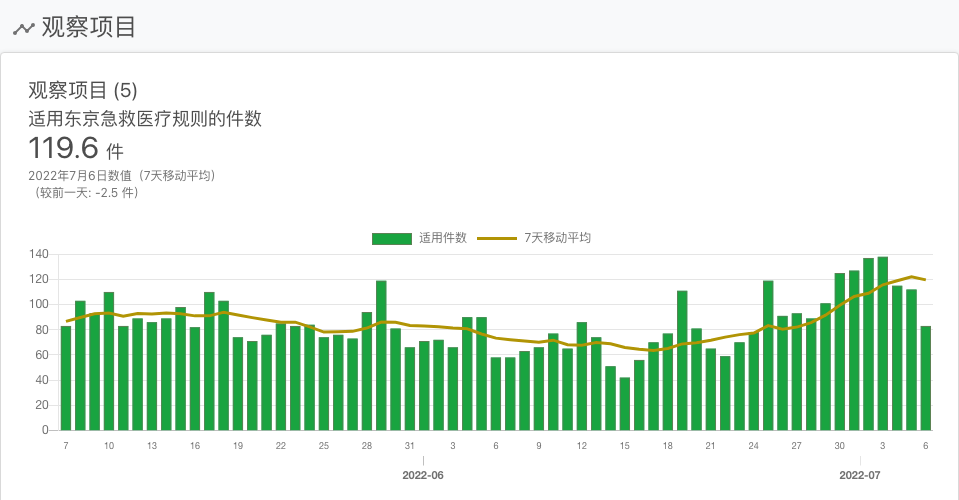 观察项目
观察项目 (5)
适用东京急救医疗规则的件数
119.6 件
2022年7月6日数值（7天移动平均）
（较前一天: -2.5 件）
适用件数 7天移动平均
140
120
100
80
60
40
20
0
7 10 13 16 19 22 25 28 31 3 6 9 12 15 18 21 24 27 30 3 6
2022-06 2022-07